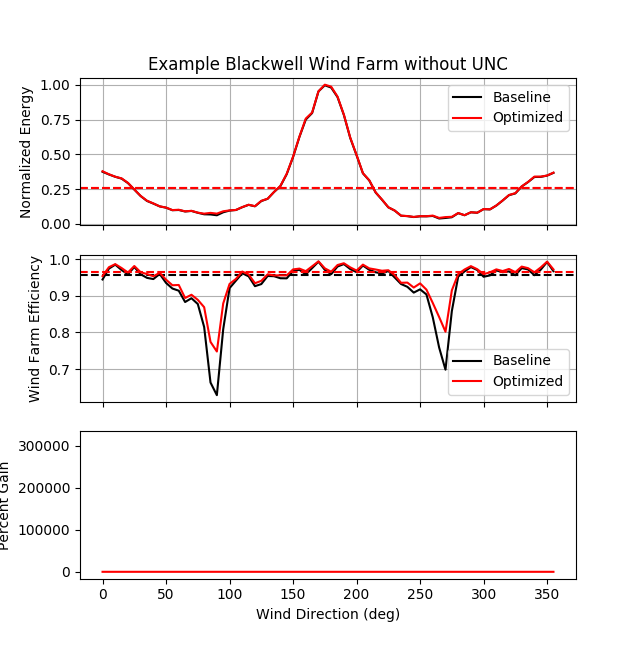 Example Blackwell Wind Farm without UNC
Normalized Energy
1.00
0.75
0.50
0.25
0.00
Baseline
Optimized
Wind Farm Efficiency
1.0
0.9
0.8
0.7
Baseline
Optimized
Percent Gain
300000
200000
100000
0
0 50 100 150 200 250 300 350
Wind Direction (deg)